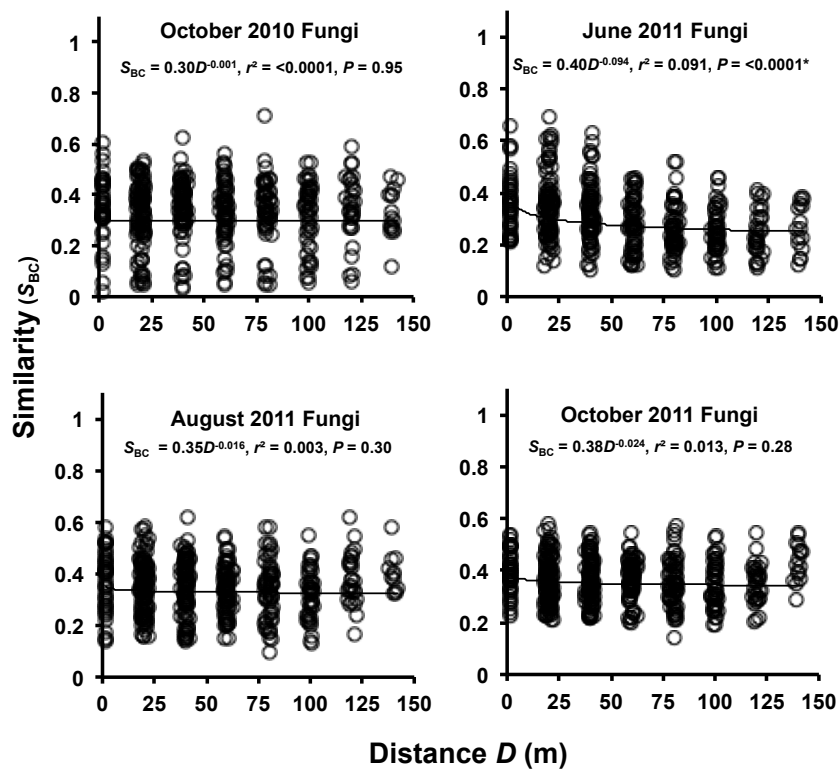 October 2010 Fungi
S_BC = 0.30D^-0.001, r² = <0.0001, P = 0.95
1
0.8
0.6
0.4
0.2
0
0 25 50 75 100 125 150
June 2011 Fungi
S_BC = 0.40D^-0.094, r² = 0.091, P = <0.0001*
1
0.8
0.6
0.4
0.2
0
0 25 50 75 100 125 150
Similarity (S_BC)
August 2011 Fungi
S_BC = 0.35D^-0.016, r² = 0.003, P = 0.30
1
0.8
0.6
0.4
0.2
0
0 25 50 75 100 125 150
October 2011 Fungi
S_BC = 0.38D^-0.024, r² = 0.013, P = 0.28
1
0.8
0.6
0.4
0.2
0
0 25 50 75 100 125 150
Distance D (m)